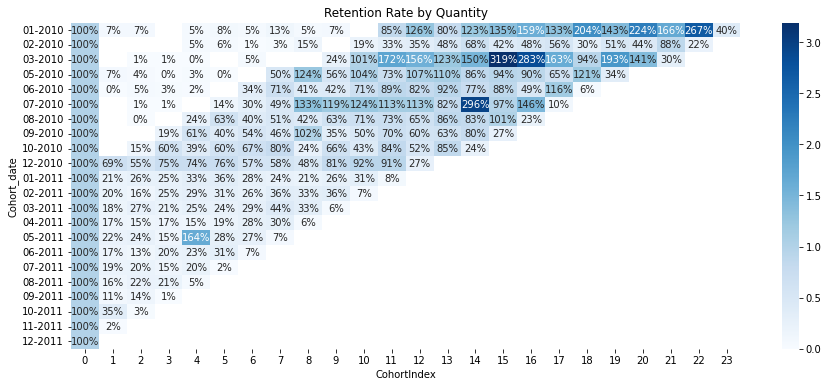 Retention Rate by Quantity
01-2010 100% 7% 7% 5% 8% 5% 13% 5% 7% 85% 126% 80% 123% 135% 159% 133% 204% 143% 224% 166% 267%
02-2010 100% 5% 6% 1% 3% 15% 19% 33% 35% 48% 68% 42% 48% 56% 30% 51% 44% 88% 22%
03-2010 100% 1% 1% 0% 5% 24% 101% 172% 156% 123% 150% 319% 283% 163% 94% 193% 141% 30%
05-2010 100% 7% 4% 0% 3% 0% 50% 124% 56% 104% 73% 107% 110% 86% 94% 90% 65% 121% 34%
06-2010 100% 0% 5% 3% 2% 34% 71% 41% 42% 71% 89% 82% 92% 77% 88% 49% 116% 6%
07-2010 100% 1% 1% 14% 30% 49% 133% 119% 124% 113% 113% 82% 296% 97% 146% 10%
08-2010 100% 0% 24% 63% 40% 51% 42% 63% 71% 73% 65% 86% 83% 101% 23%
09-2010 100% 19% 61% 40% 54% 46% 102% 35% 50% 70% 60% 63% 80% 27%
10-2010 100% 15% 60% 39% 60% 67% 80% 24% 66% 43% 84% 52% 85% 24%
12-2010 100% 69% 55% 75% 74% 76% 57% 58% 48% 81% 92% 91% 27%
01-2011 100% 21% 26% 25% 33% 36% 28% 24% 21% 26% 31% 8%
02-2011 100% 20% 16% 25% 29% 31% 26% 36% 33% 36% 7%
03-2011 100% 18% 27% 21% 25% 24% 29% 44% 33% 6%
04-2011 100% 17% 15% 17% 15% 19% 28% 30% 6%
05-2011 100% 22% 24% 15% 164% 28% 27% 7%
06-2011 100% 17% 13% 20% 23% 31% 7%
07-2011 100% 19% 20% 15% 20% 2%
08-2011 100% 16% 22% 21% 5%
09-2011 100% 11% 14% 1%
10-2011 100% 35% 3%
11-2011 100% 2%
12-2011 100%
0 1 2 3 4 5 6 7 8 9 10 11 12 13 14 15 16 17 18 19 20 21 22 23
CohortIndex
Cohort_date
3.0
2.5
2.0
1.5
1.0
0.5
0.0